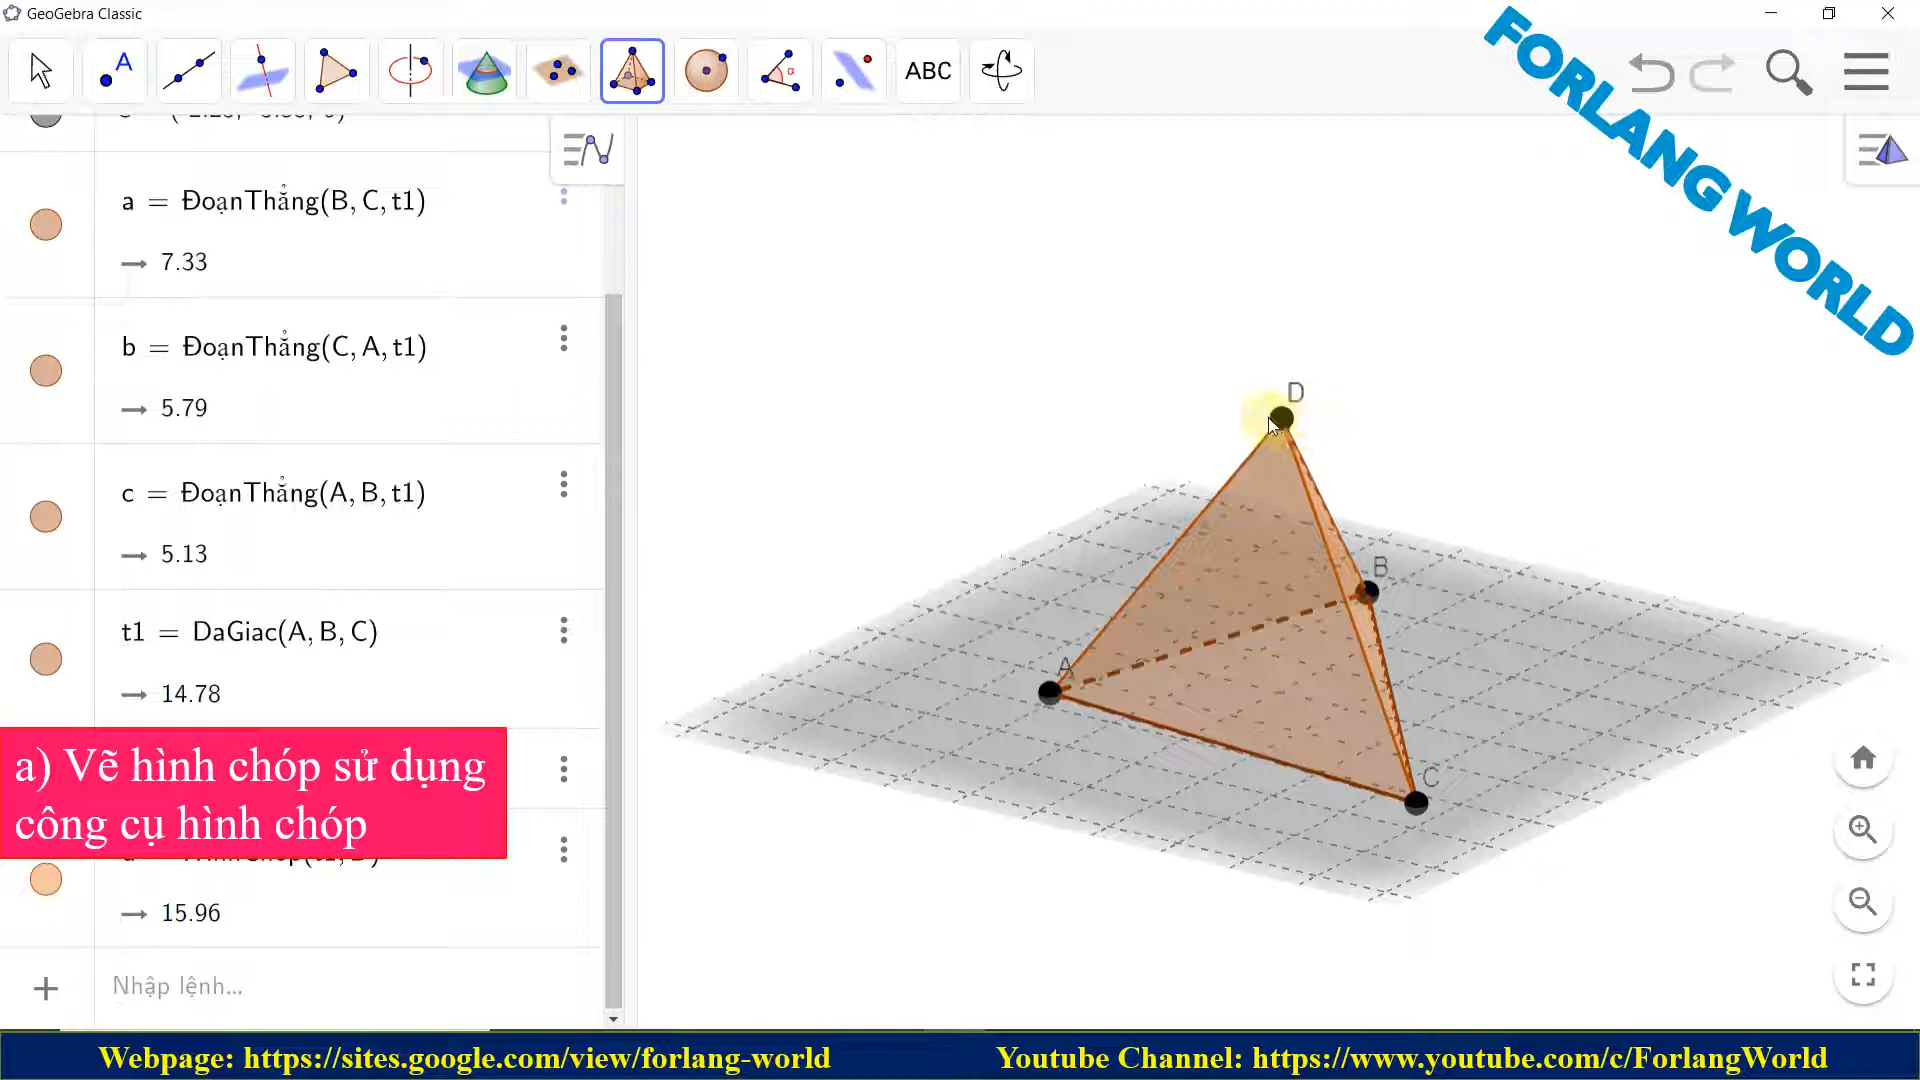 GeoGebra Classic
A
α
ABC
FORLANG WORLD
a = ĐoạnThẳng(B, C, t1)
→ 7.33
b = ĐoạnThẳng(C, A, t1)
→ 5.79
c = ĐoạnThẳng(A, B, t1)
→ 5.13
t1 = DaGiac(A, B, C)
→ 14.78
a) Vẽ hình chóp sử dụng
công cụ hình chóp
→ 15.96
Nhập lệnh...
D
B
A
C
Webpage: https://sites.google.com/view/forlang-world
Youtube Channel: https://www.youtube.com/c/ForlangWorld